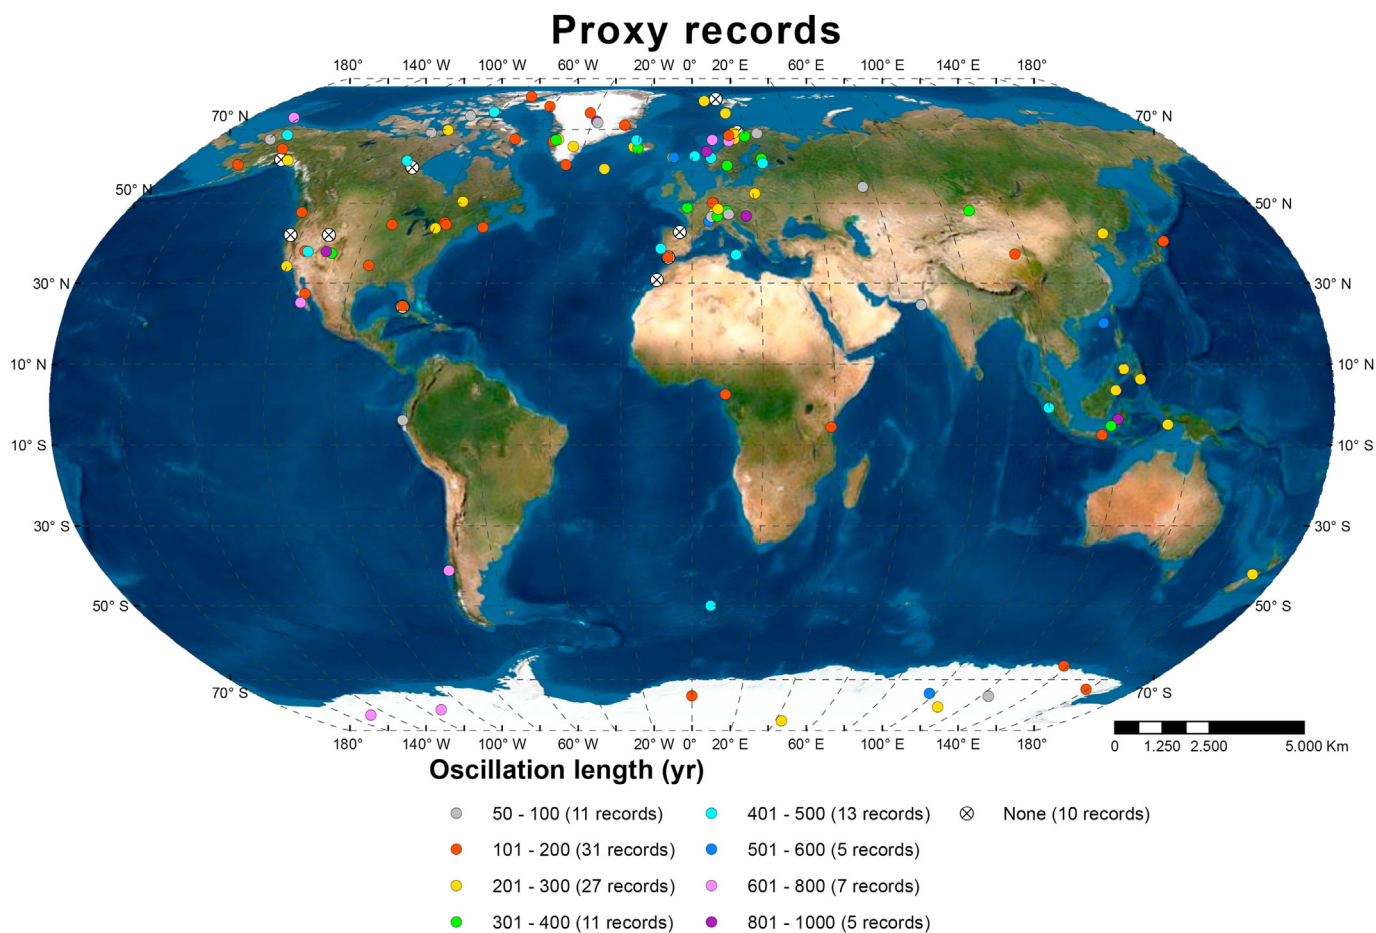 Proxy records
180° 140° W 100° W 60° W 20° W 0° 20° E 60° E 100° E 140° E 180°
70° N 70° N
50° N 50° N
30° N 30° N
10° N 10° N
10° S 10° S
30° S 30° S
50° S 50° S
70° S 70° S
180° 140° W 100° W 60° W 20° W 0° 20° E 60° E 100° E 140° E 180°
0 1.250 2.500 5.000 Km
Oscillation length (yr)
50 - 100 (11 records) 401 - 500 (13 records) None (10 records)
101 - 200 (31 records) 501 - 600 (5 records)
201 - 300 (27 records) 601 - 800 (7 records)
301 - 400 (11 records) 801 - 1000 (5 records)